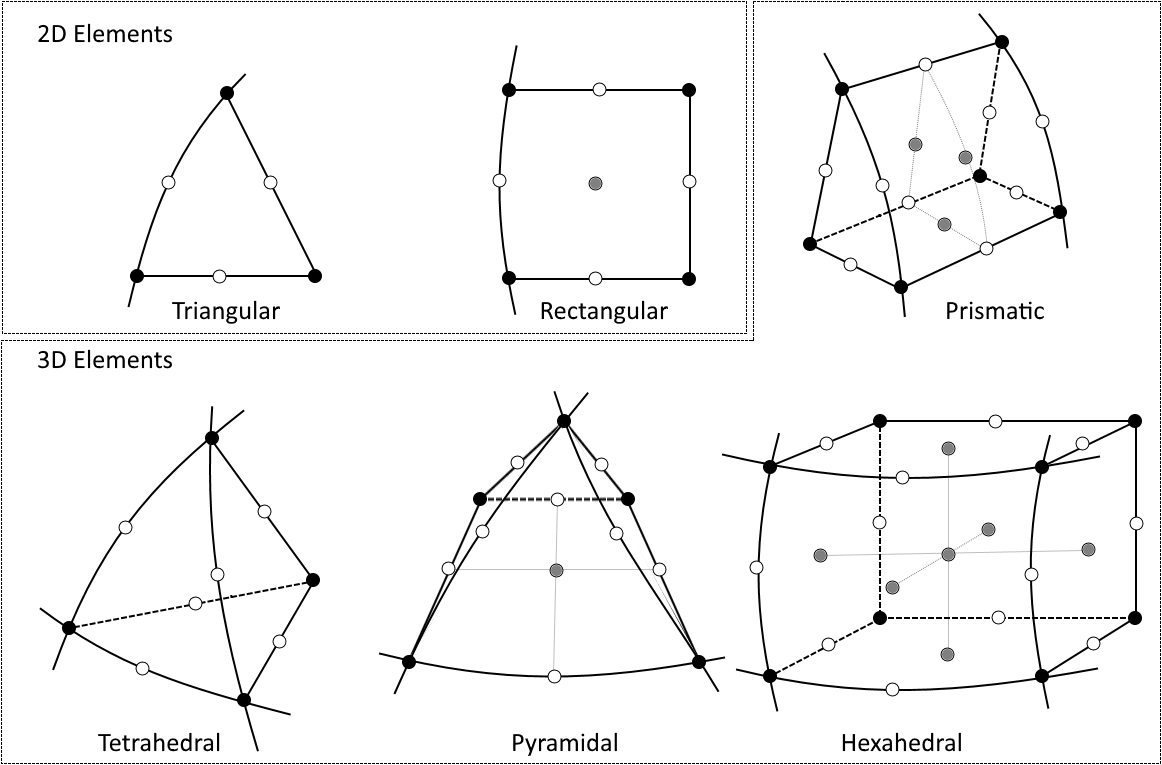 2D Elements
Triangular
Rectangular
Prismatic
3D Elements
Tetrahedral
Pyramidal
Hexahedral